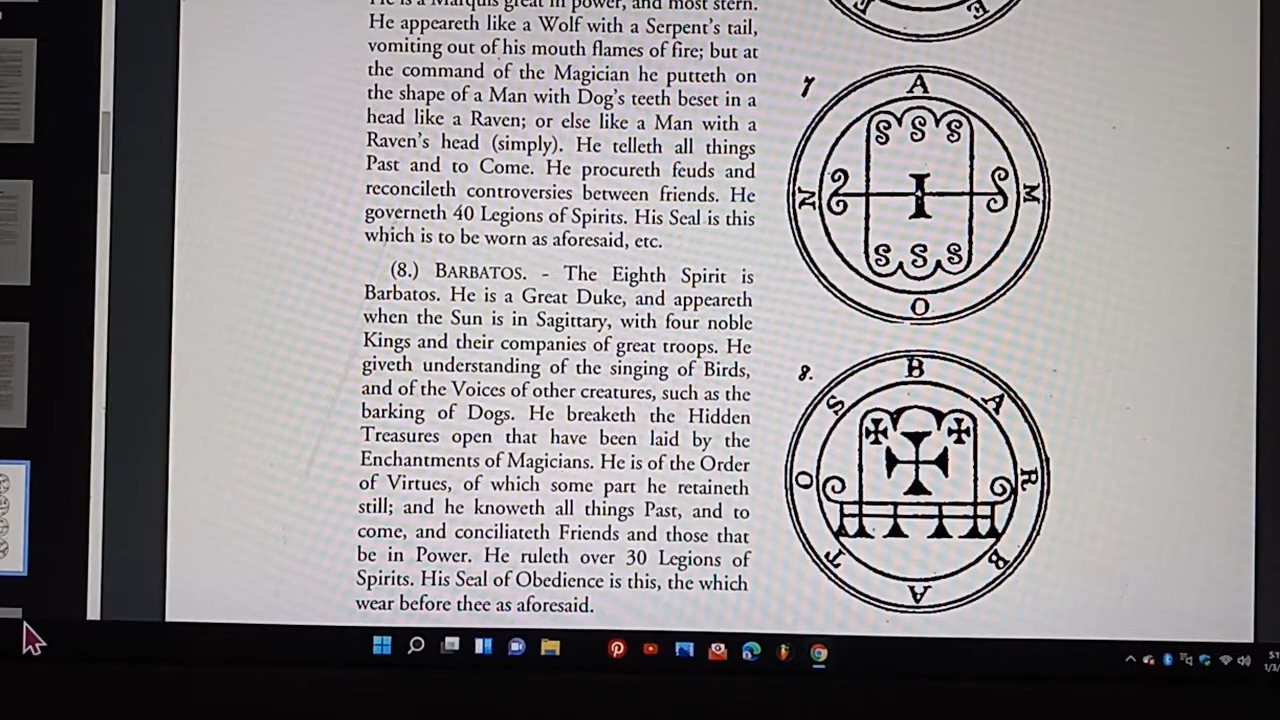 He is a Marquis great in power, and most stern.
He appeareth like a Wolf with a Serpent's tail,
vomiting out of his mouth flames of fire; but at
the command of the Magician he putteth on
the shape of a Man with Dog's teeth beset in a
head like a Raven; or else like a Man with a
Raven's head (simply). He telleth all things
Past and to Come. He procureth feuds and
reconcileth controversies between friends. He
governeth 40 Legions of Spirits. His Seal is this
which is to be worn as aforesaid, etc.
(8.) BARBATOS. - The Eighth Spirit is
Barbatos. He is a Great Duke, and appeareth
when the Sun is in Sagittary, with four noble
Kings and their companies of great troops. He
giveth understanding of the singing of Birds,
and of the Voices of other creatures, such as the
barking of Dogs. He breaketh the Hidden
Treasures open that have been laid by the
Enchantments of Magicians. He is of the Order
of Virtues, of which some part he retaineth
still; and he knoweth all things Past, and to
come, and conciliateth Friends and those that
be in Power. He ruleth over 30 Legions of
Spirits. His Seal of Obedience is this, the which
wear before thee as aforesaid.
E
7
A M O N
S S S
I
S S S
8.
B A R B A T O S